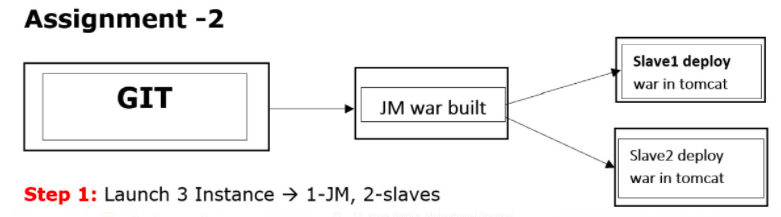 Assignment -2
GIT
JM war built
Slave1 deploy
war in tomcat
Slave2 deploy
war in tomcat
Step 1: Launch 3 Instance → 1-JM, 2-slaves